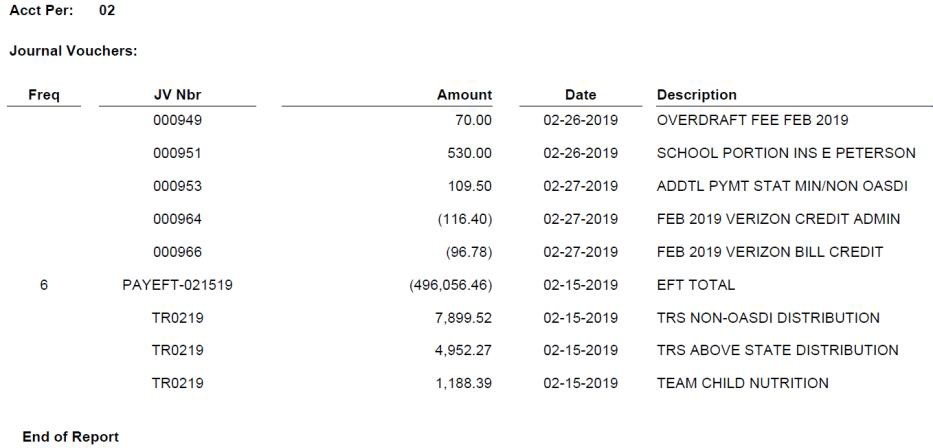 Acct Per: 02
Journal Vouchers:
Freq JV Nbr Amount Date Description
000949 70.00 02-26-2019 OVERDRAFT FEE FEB 2019
000951 530.00 02-26-2019 SCHOOL PORTION INS E PETERSON
000953 109.50 02-27-2019 ADDTL PYMT STAT MIN/NON OASDI
000964 (116.40) 02-27-2019 FEB 2019 VERIZON CREDIT ADMIN
000966 (96.78) 02-27-2019 FEB 2019 VERIZON BILL CREDIT
6 PAYEFT-021519 (496,056.46) 02-15-2019 EFT TOTAL
TR0219 7,899.52 02-15-2019 TRS NON-OASDI DISTRIBUTION
TR0219 4,952.27 02-15-2019 TRS ABOVE STATE DISTRIBUTION
TR0219 1,188.39 02-15-2019 TEAM CHILD NUTRITION
End of Report